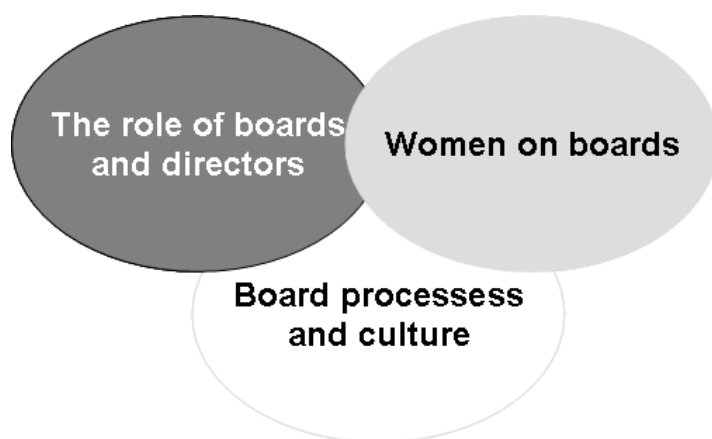 The role of boards
and directors
Women on boards
Board processess
and culture